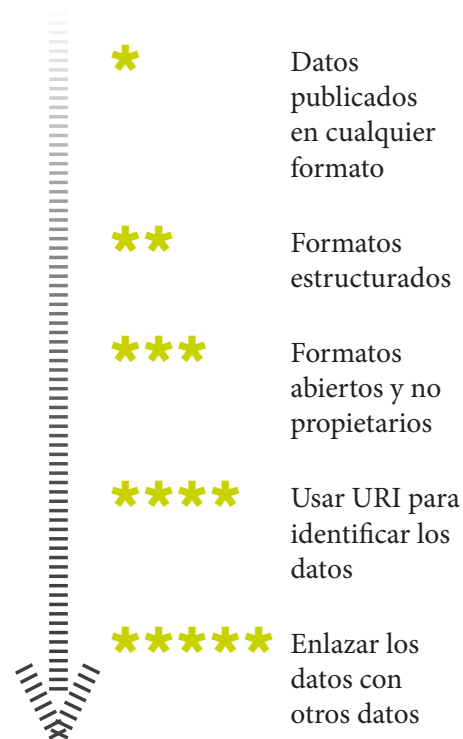 * Datos
publicados
en cualquier
formato
** Formatos
estructurados
*** Formatos
abiertos y no
propietarios
**** Usar URI para
identificar los
datos
***** Enlazar los
datos con
otros datos